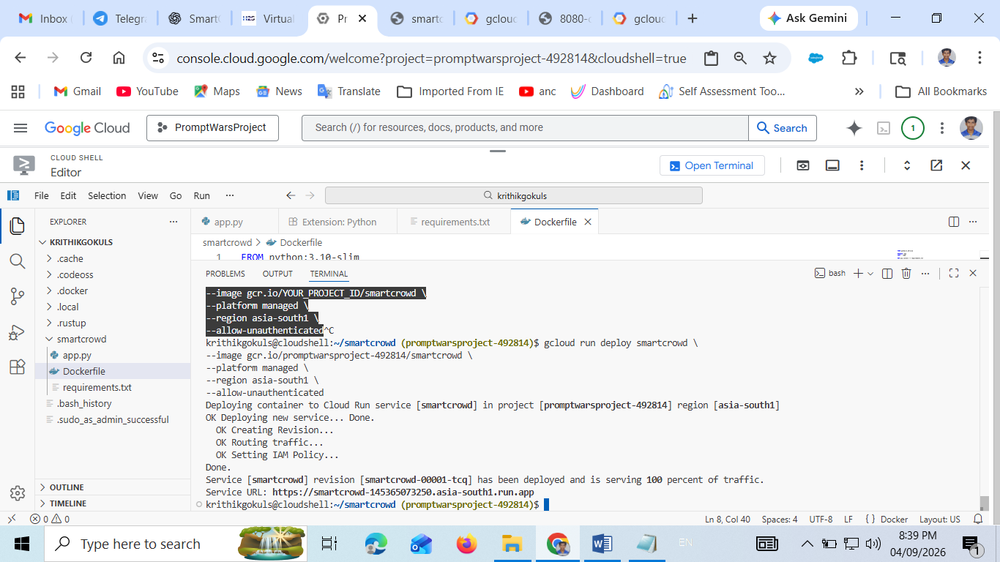 Inbox
Telegra
SmartC
H2S
Virtual
Pr
smartc
gcloud
8080-c
gcloud
Ask Gemini
console.cloud.google.com/welcome?project=promptwarsproject-492814&cloudshell=true
Gmail
YouTube
Maps
News
Translate
Imported From IE
anc
Dashboard
Self Assessment Too...
All Bookmarks
Google Cloud
PromptWarsProject
Search (/) for resources, docs, products, and more
Search
1
CLOUD SHELL
Editor
Open Terminal
File Edit Selection View Go Run ···
krithikgokuls
EXPLORER
KRITHIKGOKULS
.cache
.codeoss
.docker
.local
.rustup
smartcrowd
app.py
Dockerfile
requirements.txt
.bash_history
.sudo_as_admin_successful
OUTLINE
TIMELINE
app.py
Extension: Python
requirements.txt
Dockerfile
smartcrowd > Dockerfile
1 FROM python:3.10-slim
PROBLEMS OUTPUT TERMINAL
bash
--image gcr.io/YOUR_PROJECT_ID/smartcrowd \
--platform managed \
--region asia-south1 \
--allow-unauthenticated^C
krithikgokuls@cloudshell:~/smartcrowd (promptwarsproject-492814)$ gcloud run deploy smartcrowd \
--image gcr.io/promptwarsproject-492814/smartcrowd \
--platform managed \
--region asia-south1 \
--allow-unauthenticated
Deploying container to Cloud Run service [smartcrowd] in project [promptwarsproject-492814] region [asia-south1]
OK Deploying new service... Done.
OK Creating Revision...
OK Routing traffic...
OK Setting IAM Policy...
Done.
Service [smartcrowd] revision [smartcrowd-00001-tcq] has been deployed and is serving 100 percent of traffic.
Service URL: https://smartcrowd-145365073250.asia-south1.run.app
krithikgokuls@cloudshell:~/smartcrowd (promptwarsproject-492814)$
0 0
Ln 8, Col 40 Spaces: 4 UTF-8 LF { } Docker Layout: US
Type here to search
EN
8:39 PM
04/09/2026
1